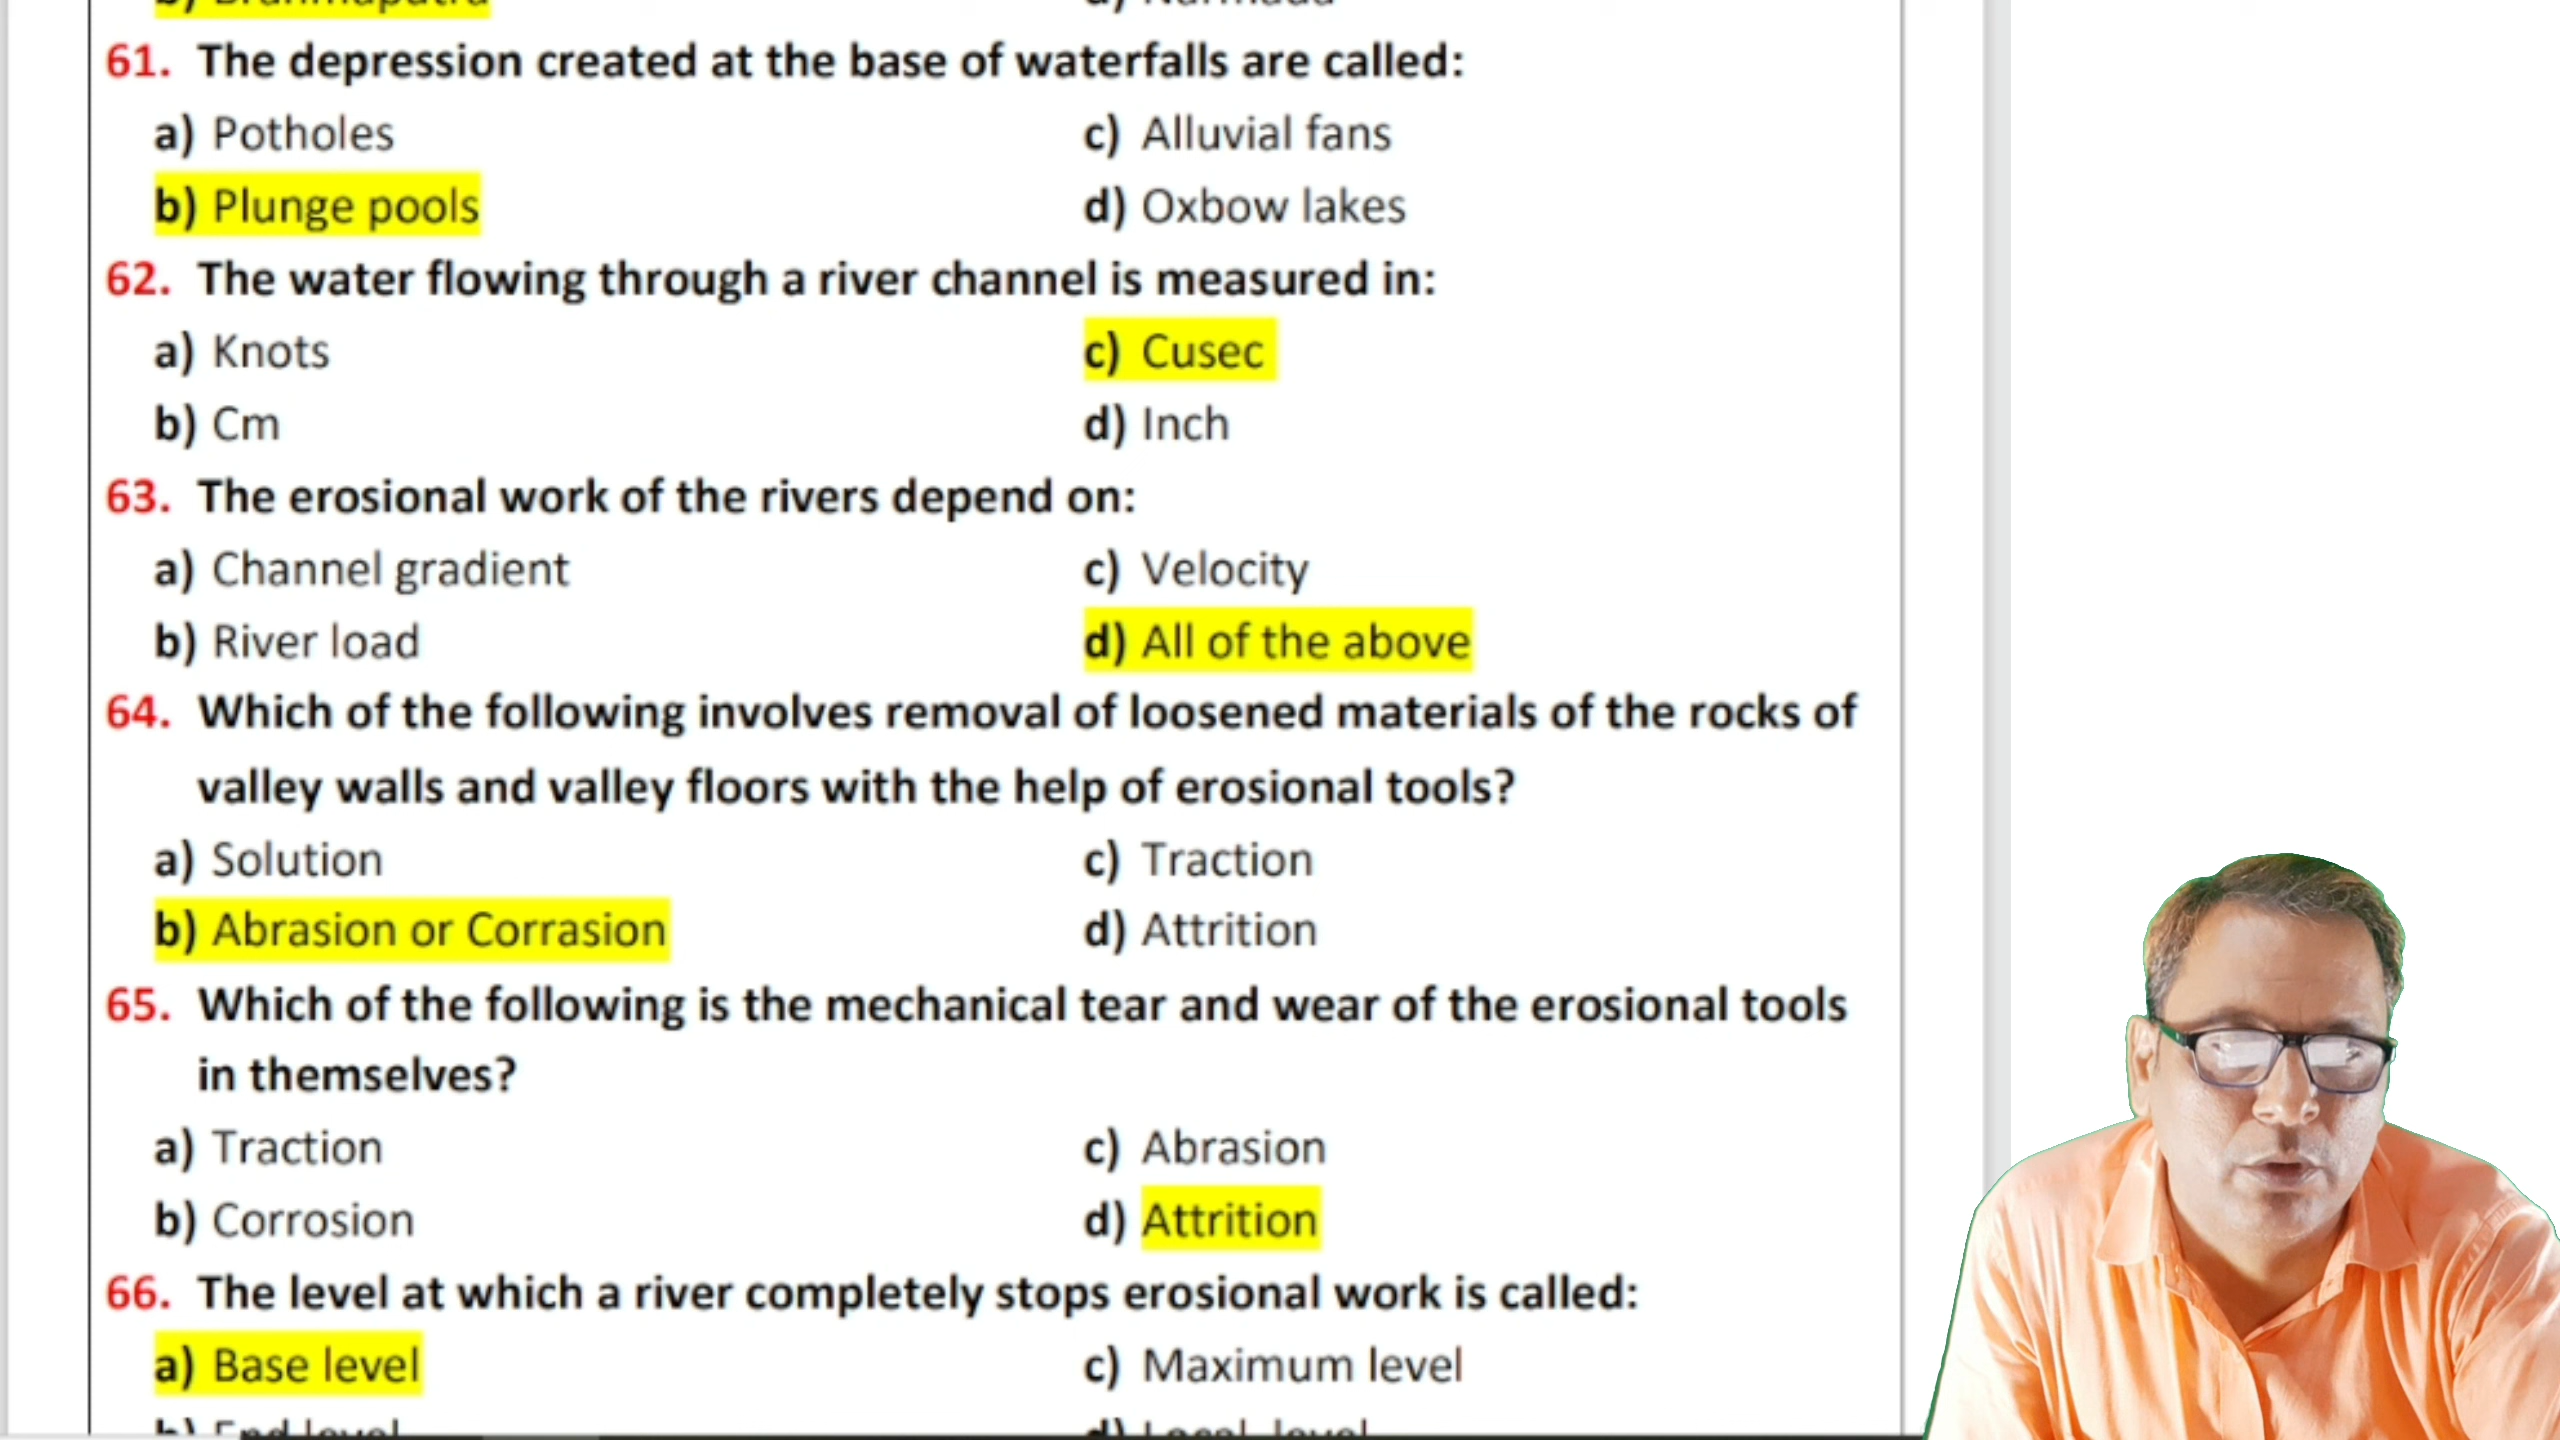 b) Brahmaputra d) Narmada
61. The depression created at the base of waterfalls are called:
a) Potholes c) Alluvial fans
b) Plunge pools d) Oxbow lakes
62. The water flowing through a river channel is measured in:
a) Knots c) Cusec
b) Cm d) Inch
63. The erosional work of the rivers depend on:
a) Channel gradient c) Velocity
b) River load d) All of the above
64. Which of the following involves removal of loosened materials of the rocks of
valley walls and valley floors with the help of erosional tools?
a) Solution c) Traction
b) Abrasion or Corrasion d) Attrition
65. Which of the following is the mechanical tear and wear of the erosional tools
in themselves?
a) Traction c) Abrasion
b) Corrosion d) Attrition
66. The level at which a river completely stops erosional work is called:
a) Base level c) Maximum level
b) End level d) Local level